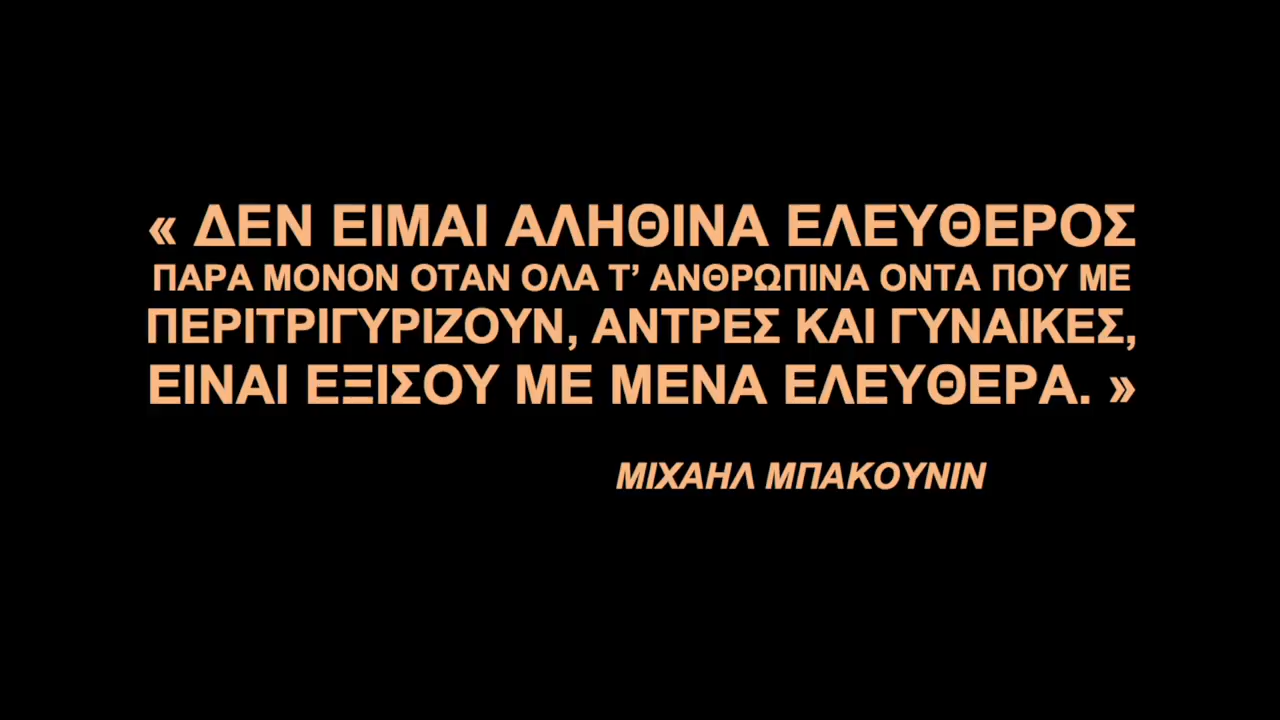 « ΔΕΝ ΕΙΜΑΙ ΑΛΗΘΙΝΑ ΕΛΕΥΘΕΡΟΣ
ΠΑΡΑ ΜΟΝΟΝ ΟΤΑΝ ΟΛΑ Τ’ ΑΝΘΡΩΠΙΝΑ ΟΝΤΑ ΠΟΥ ΜΕ
ΠΕΡΙΤΡΙΓΥΡΙΖΟΥΝ, ΑΝΤΡΕΣ ΚΑΙ ΓΥΝΑΙΚΕΣ,
ΕΙΝΑΙ ΕΞΙΣΟΥ ΜΕ ΜΕΝΑ ΕΛΕΥΘΕΡΑ. »
ΜΙΧΑΗΛ ΜΠΑΚΟΥΝΙΝ